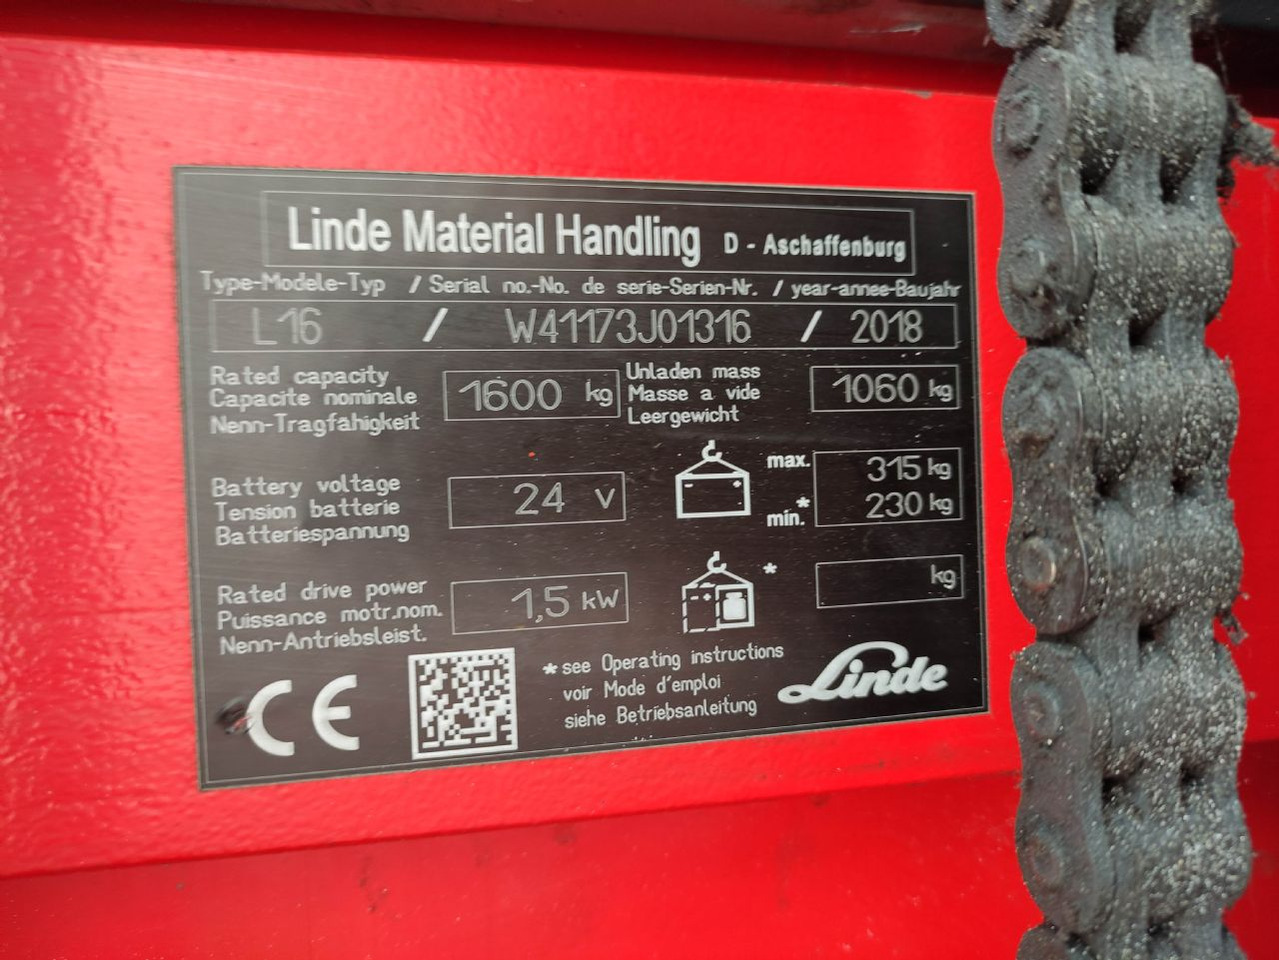 Linde Material Handling D - Aschaffenburg
Type-Modele-Typ / Serial no.-No. de serie-Serien-Nr. / year-annee-Baujahr
L16 / W41173J01316 / 2018
Rated capacity
Capacite nominale
Nenn-Tragfähigkeit
1600 kg
Unladen mass
Masse a vide
Leergewicht
1060 kg
Battery voltage
Tension batterie
Batteriespannung
24 V
- +
max. 315 kg
min.* 230 kg
Rated drive power
Puissance motr.nom.
Nenn-Antriebsleist.
1,5 kW
* kg
CE
*see Operating instructions
voir Mode d'emploi
siehe Betriebsanleitung
Linde